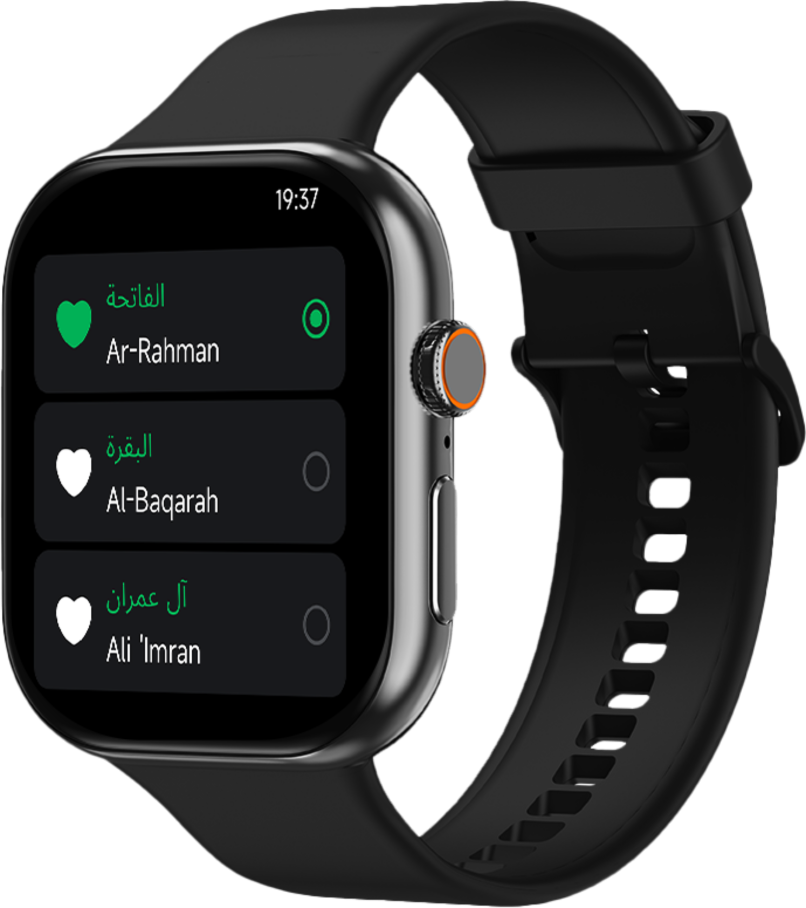 19:37
الفاتحة
Ar-Rahman
البقرة
Al-Baqarah
آل عمران
Ali 'Imran